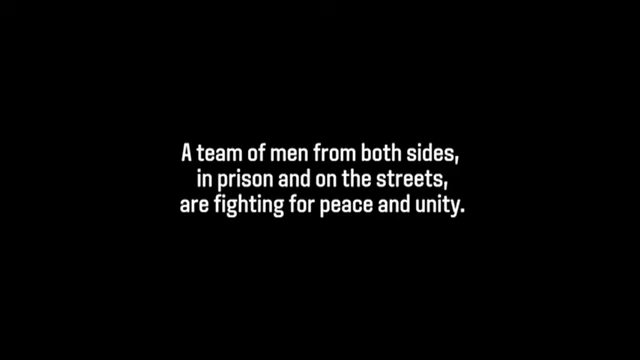 A team of men from both sides,
in prison and on the streets,
are fighting for peace and unity.